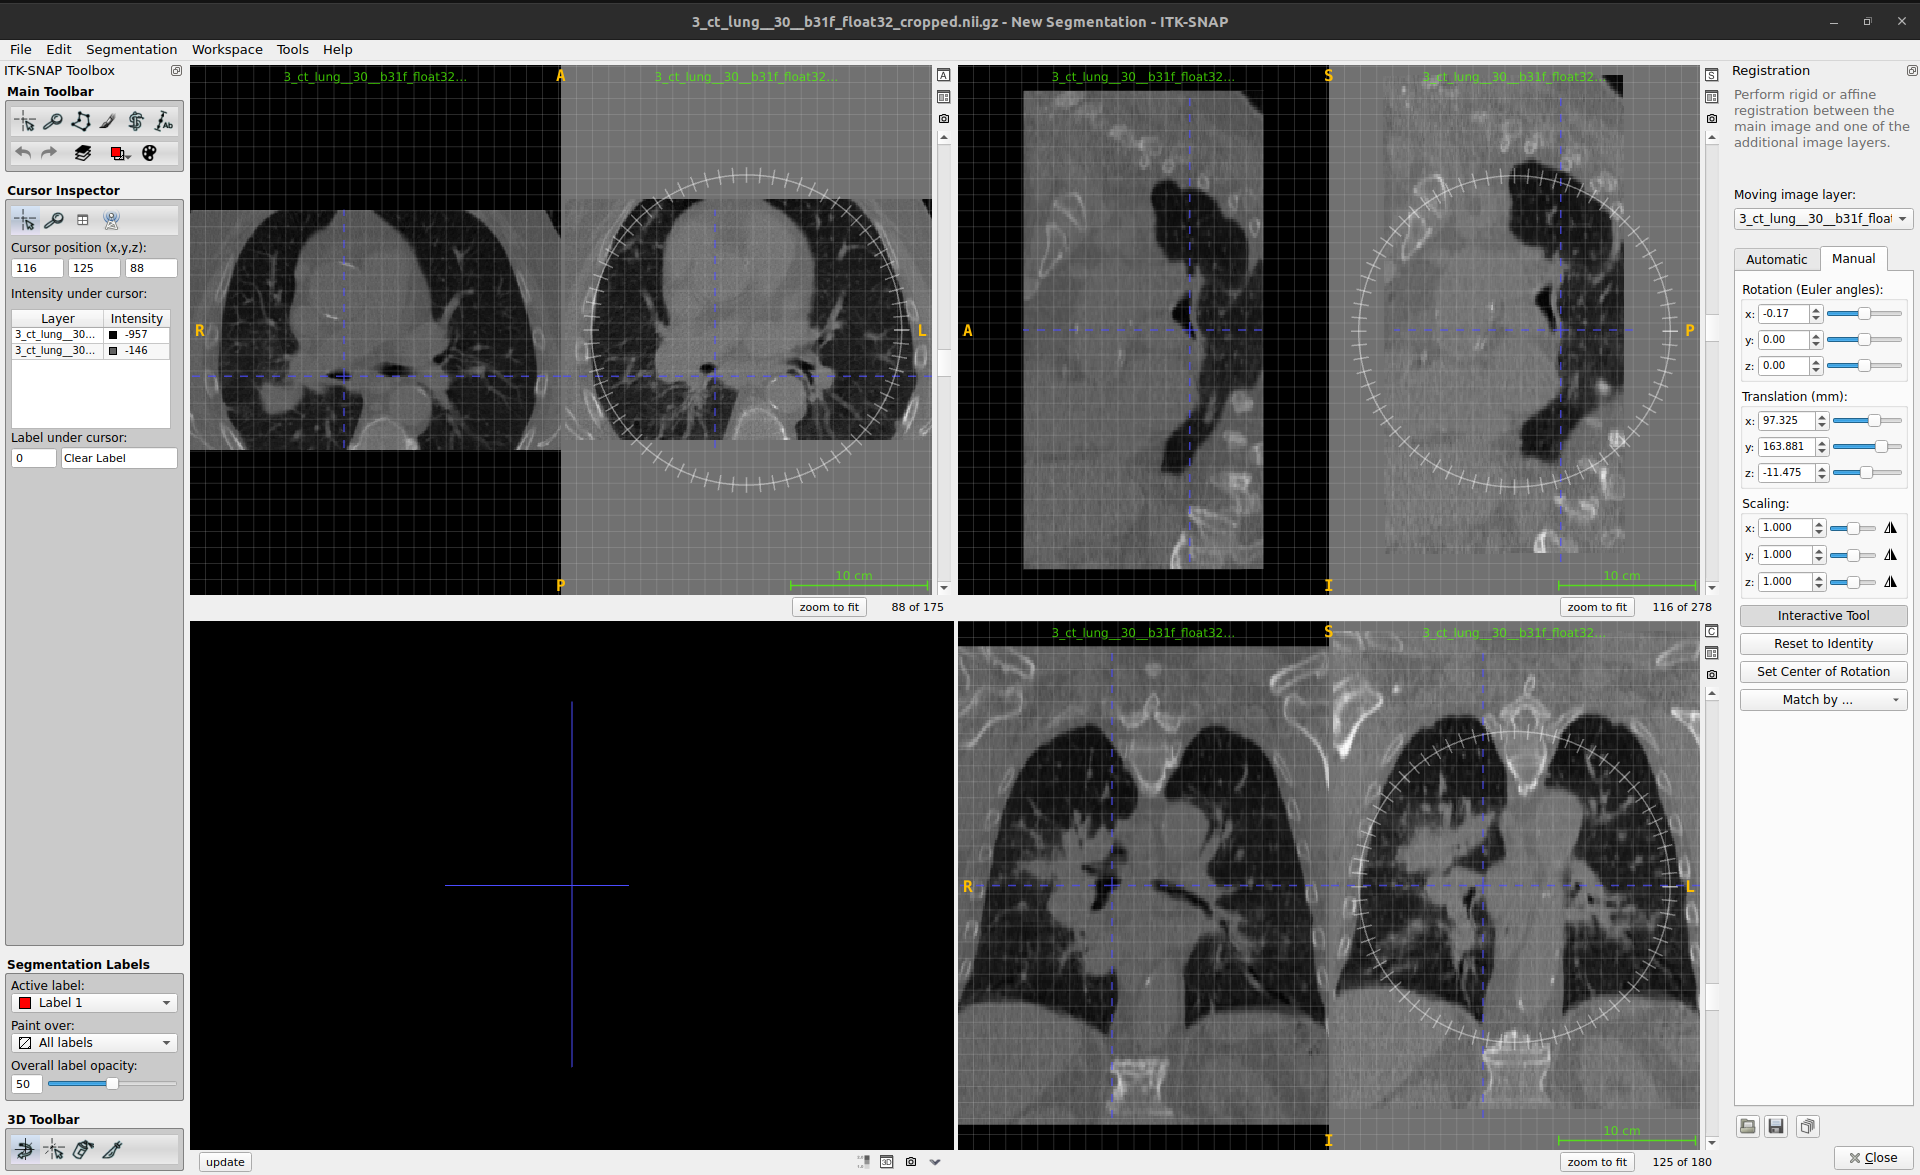 3_ct_lung__30__b31f_float32_cropped.nii.gz - New Segmentation - ITK-SNAP
File Edit Segmentation Workspace Tools Help
ITK-SNAP Toolbox
Main Toolbar
Cursor Inspector
Cursor position (x,y,z):
116 125 88
Intensity under cursor:
Layer Intensity
3_ct_lung__30... -957
3_ct_lung__30... -146
Label under cursor:
0 Clear Label
Segmentation Labels
Active label:
Label 1
Paint over:
All labels
Overall label opacity:
50
3D Toolbar
3_ct_lung__30__b31f_float32... A 3_ct_lung__30__b31f_float32...
A
R L
10 cm
P
zoom to fit 88 of 175
3_ct_lung__30__b31f_float32... S 3_ct_lung__30__b31f_float32...
S
A P
10 cm
I
zoom to fit 116 of 278
update
3D
3_ct_lung__30__b31f_float32... S 3_ct_lung__30__b31f_float32...
C
R L
10 cm
I
zoom to fit 125 of 180
Registration
Perform rigid or affine
registration between the
main image and one of the
additional image layers.
Moving image layer:
3_ct_lung__30__b31f_float
Automatic Manual
Rotation (Euler angles):
x: -0.17
y: 0.00
z: 0.00
Translation (mm):
x: 97.325
y: 163.881
z: -11.475
Scaling:
x: 1.000
y: 1.000
z: 1.000
Interactive Tool
Reset to Identity
Set Center of Rotation
Match by ...
Close